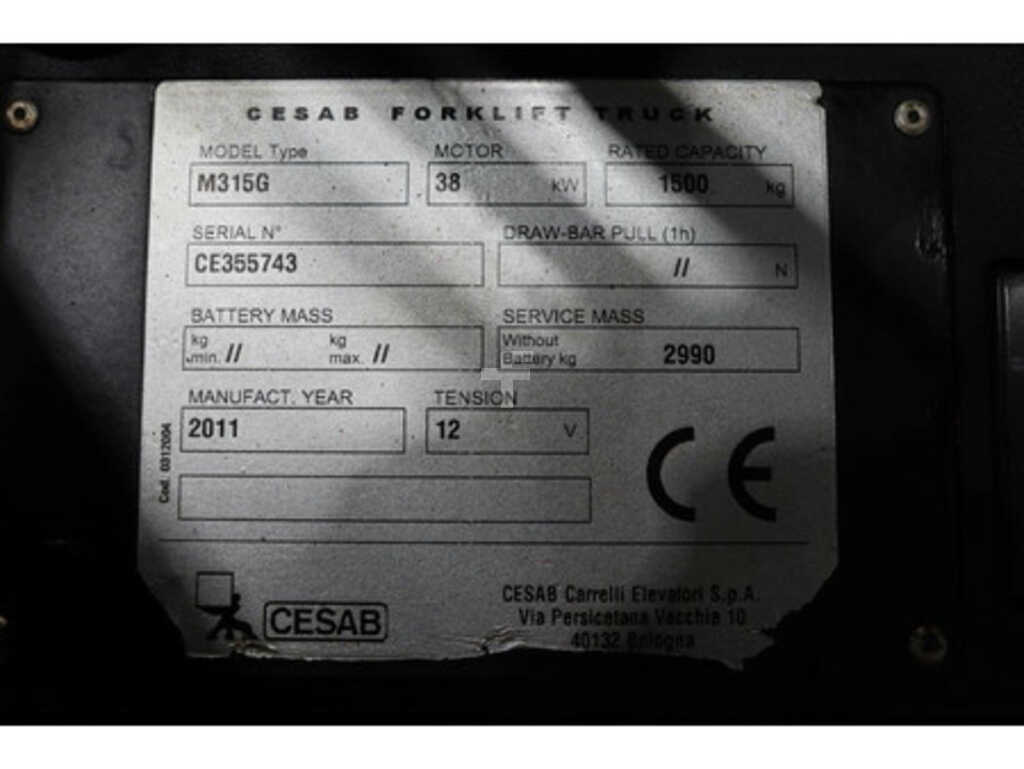 CESAB FORKLIFT TRUCK
MODEL Type MOTOR RATED CAPACITY
M315G 38 kW 1500 kg
SERIAL N° DRAW-BAR PULL (1h)
CE355743 // N
BATTERY MASS SERVICE MASS
kg min. // kg max. // Without Battery kg 2990
MANUFACT. YEAR TENSION
2011 12 V
Cod. 0312004
CE
CESAB
CESAB Carrelli Elevatori S.p.A.
Via Persicetana Vecchia 10
40132 Bologna